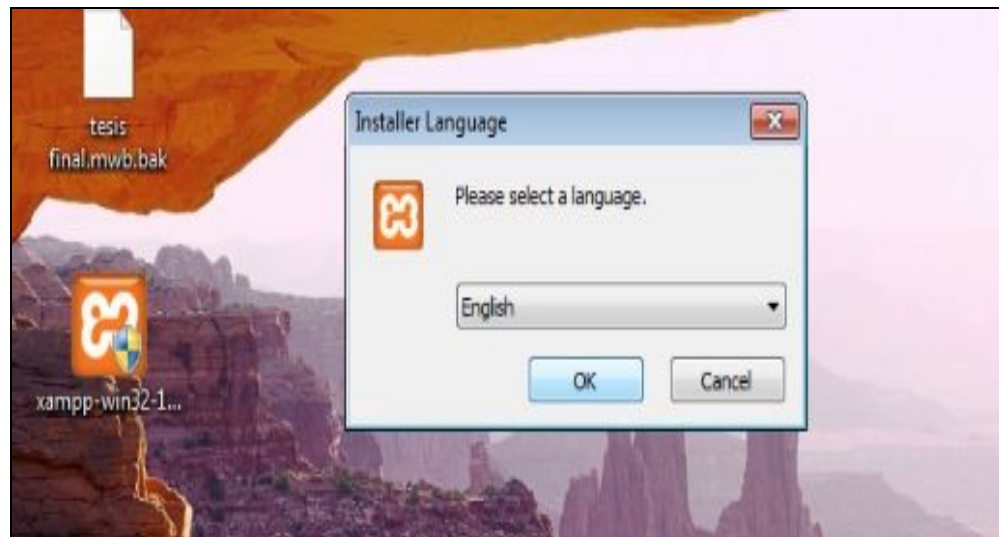 tesis
final.mwb.bak
Installer Language
Please select a language.
English
OK
Cancel
xampp-win32-1...